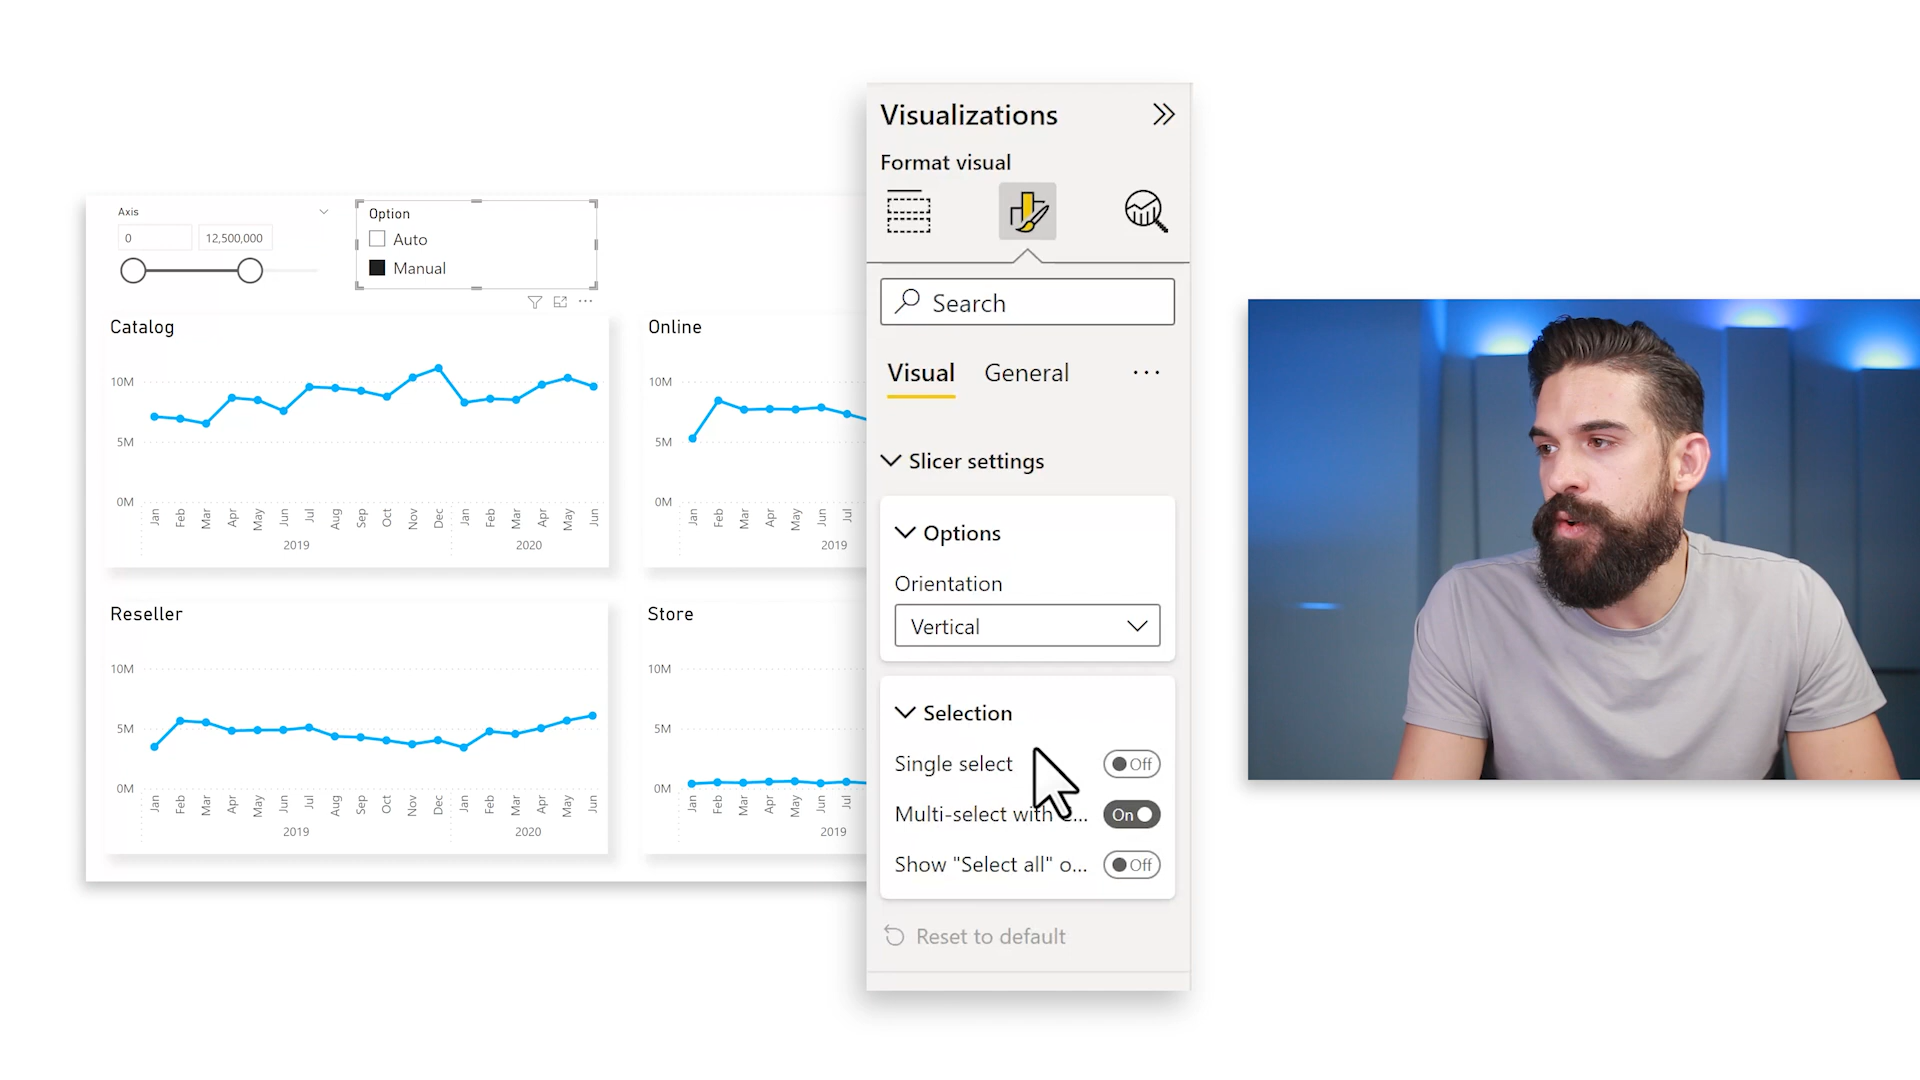 Axis
0
12,500,000
Option
Auto
Manual
Catalog
10M
5M
0M
Jan Feb Mar Apr May Jun Jul Aug Sep Oct Nov Dec Jan Feb Mar Apr May Jun
2019 2020
Online
10M
5M
0M
Jan Feb Mar Apr May Jun Jul
2019
Reseller
10M
5M
0M
Jan Feb Mar Apr May Jun Jul Aug Sep Oct Nov Dec Jan Feb Mar Apr May Jun
2019 2020
Store
10M
5M
0M
Jan Feb Mar Apr May Jun Jul
2019
Visualizations
Format visual
Search
Visual General
Slicer settings
Options
Orientation
Vertical
Selection
Single select Off
Multi-select with ... On
Show "Select all" o... Off
Reset to default